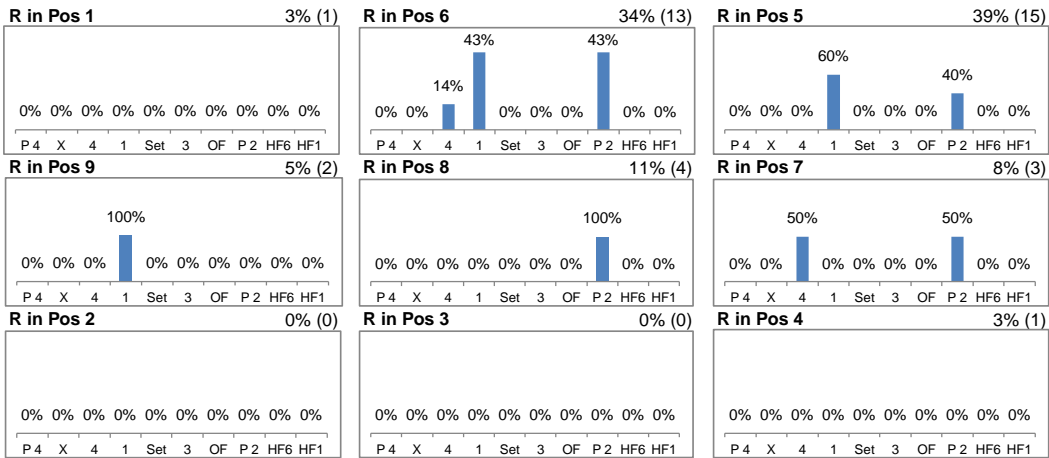 R in Pos 1 3% (1)
0% 0% 0% 0% 0% 0% 0% 0% 0% 0%
P 4 X 4 1 Set 3 OF P 2 HF6 HF1
R in Pos 6 34% (13)
43% 43%
14%
0% 0% 0% 0% 0% 0% 0%
P 4 X 4 1 Set 3 OF P 2 HF6 HF1
R in Pos 5 39% (15)
60%
40%
0% 0% 0% 0% 0% 0% 0% 0%
P 4 X 4 1 Set 3 OF P 2 HF6 HF1
R in Pos 9 5% (2)
100%
0% 0% 0% 0% 0% 0% 0% 0% 0%
P 4 X 4 1 Set 3 OF P 2 HF6 HF1
R in Pos 8 11% (4)
100%
0% 0% 0% 0% 0% 0% 0% 0% 0%
P 4 X 4 1 Set 3 OF P 2 HF6 HF1
R in Pos 7 8% (3)
50% 50%
0% 0% 0% 0% 0% 0% 0% 0%
P 4 X 4 1 Set 3 OF P 2 HF6 HF1
R in Pos 2 0% (0)
0% 0% 0% 0% 0% 0% 0% 0% 0% 0%
P 4 X 4 1 Set 3 OF P 2 HF6 HF1
R in Pos 3 0% (0)
0% 0% 0% 0% 0% 0% 0% 0% 0% 0%
P 4 X 4 1 Set 3 OF P 2 HF6 HF1
R in Pos 4 3% (1)
0% 0% 0% 0% 0% 0% 0% 0% 0% 0%
P 4 X 4 1 Set 3 OF P 2 HF6 HF1